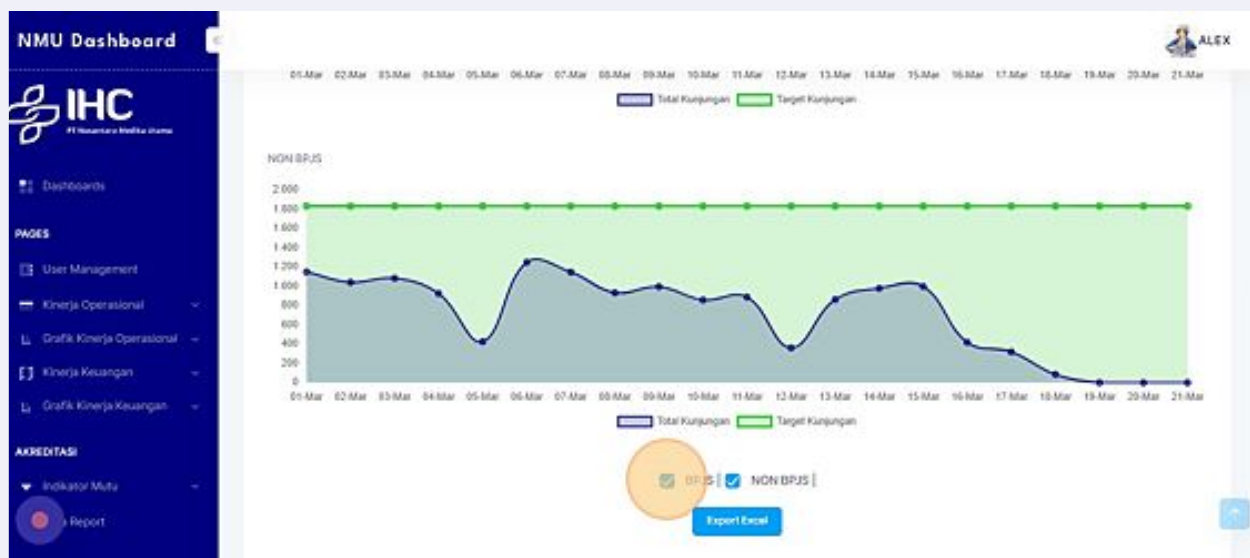 NMU Dashboard
ALEX
IHC
PT Nusantara Medika Utama
Dashboards
PAGES
User Management
Kinerja Operasional
Grafik Kinerja Operasional
Kinerja Keuangan
Grafik Kinerja Keuangan
AKREDITASI
Indikator Mutu
Report
01-Mar 02-Mar 03-Mar 04-Mar 05-Mar 06-Mar 07-Mar 08-Mar 09-Mar 10-Mar 11-Mar 12-Mar 13-Mar 14-Mar 15-Mar 16-Mar 17-Mar 18-Mar 19-Mar 20-Mar 21-Mar
Total Kunjungan Target Kunjungan
NON BPJS
2.000
1.800
1.600
1.400
1.200
1.000
800
600
400
200
0
01-Mar 02-Mar 03-Mar 04-Mar 05-Mar 06-Mar 07-Mar 08-Mar 09-Mar 10-Mar 11-Mar 12-Mar 13-Mar 14-Mar 15-Mar 16-Mar 17-Mar 18-Mar 19-Mar 20-Mar 21-Mar
Total Kunjungan Target Kunjungan
BPJS | NON BPJS |
Export Excel